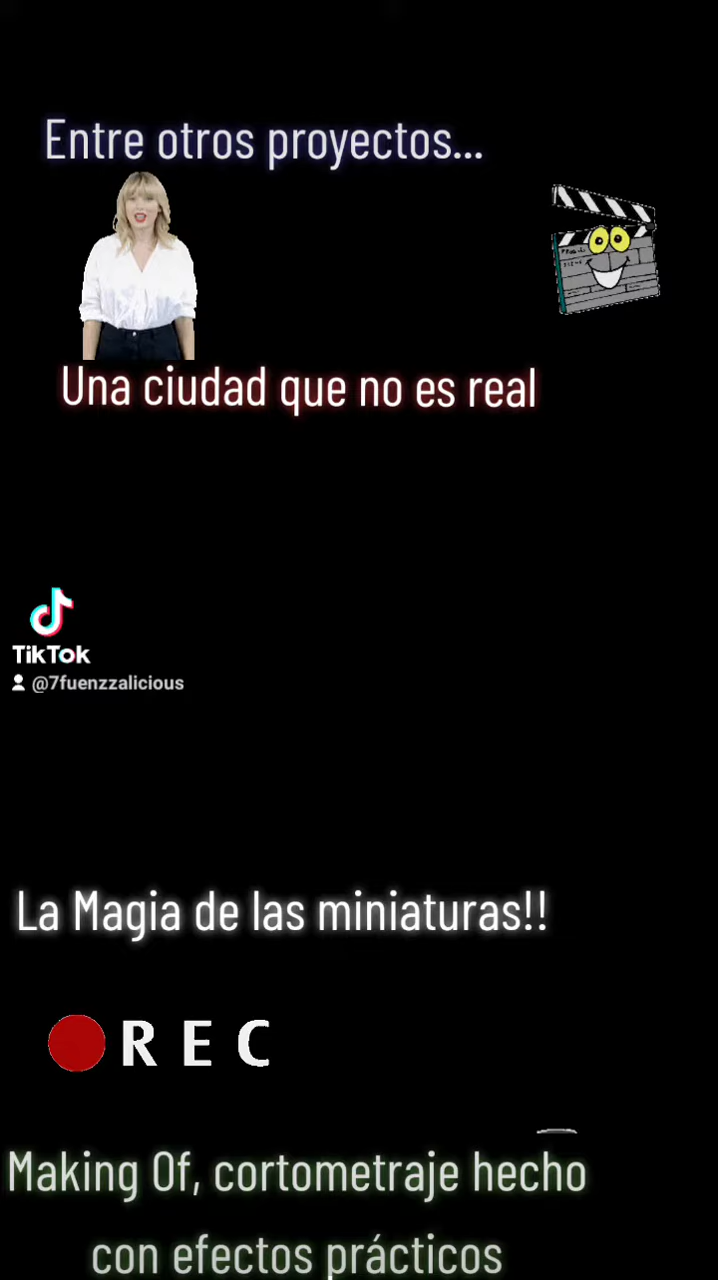 Entre otros proyectos...
Una ciudad que no es real
TikTok
@7fuenzzalicious
La Magia de las miniaturas!!
REC
Making Of, cortometraje hecho
con efectos prácticos